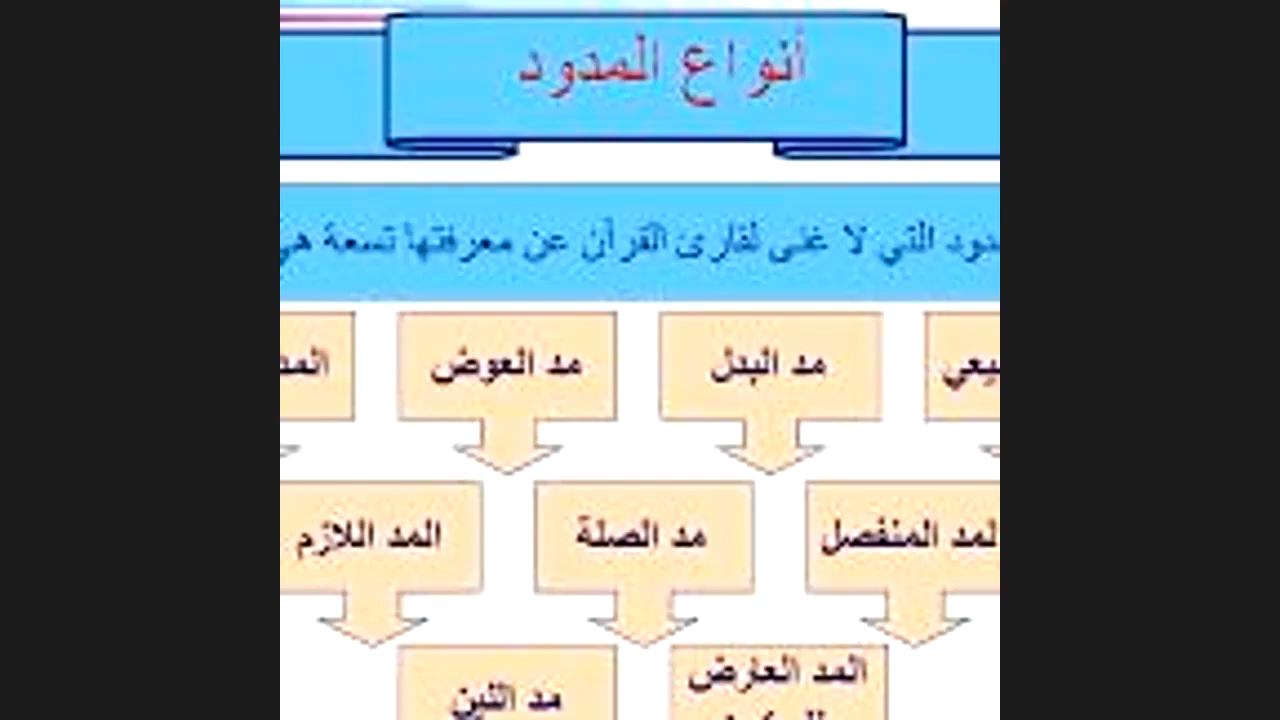 أنواع المدود
التي لا غنى لقارئ القرآن عن معرفتها تسعة هي
مد البدل
مد العوض
المد المنفصل
مد الصلة
المد اللازم
المد العارض
مد اللين